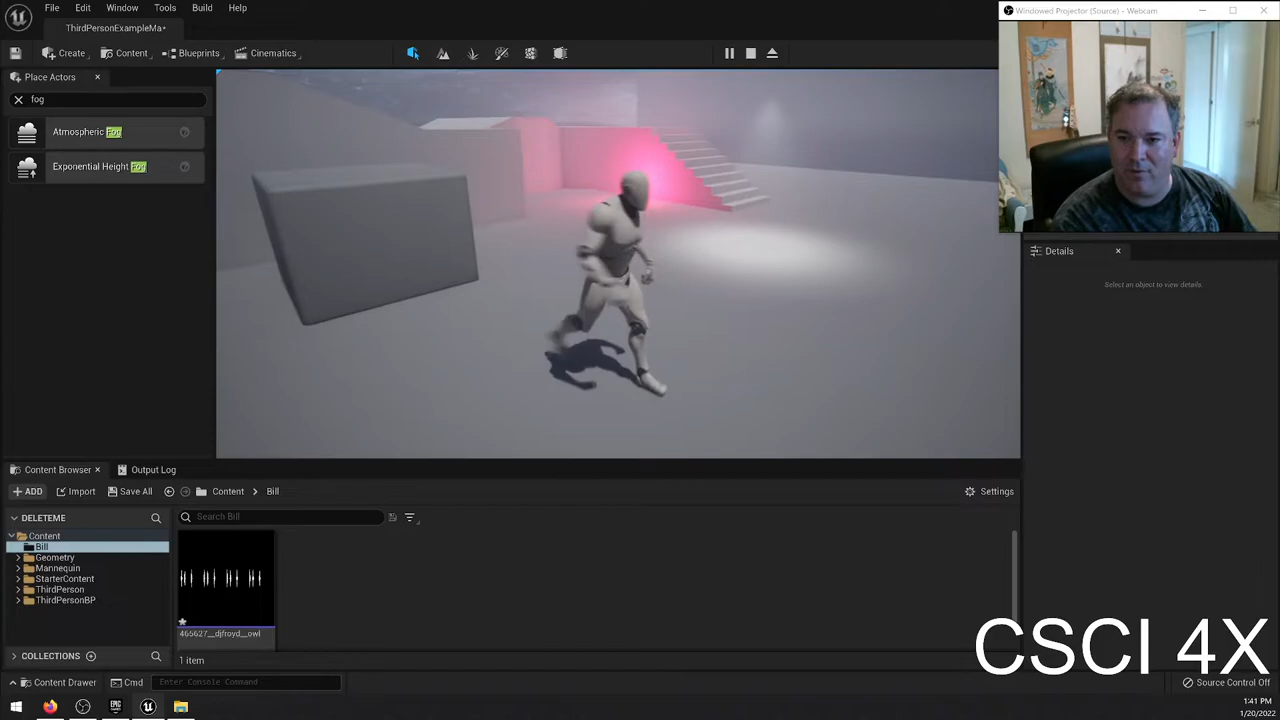 File Edit Window Tools Build Help
Windowed Projector (Source) - Webcam
ThirdPersonExampleMa*
Create Content Blueprints Cinematics
Place Actors
fog
Atmospheric Fog
Exponential Height Fog
Details
Select an object to view details.
Content Browser Output Log
ADD Import Save All Content Bill Settings
DELETEME
Search Bill
Content
Bill
Geometry
Mannequin
StarterContent
ThirdPerson
ThirdPersonBP
465627__djfroyd__owl
COLLECTIONS
1 item
CSCI 4X
Content Drawer Cmd Enter Console Command Source Control Off
1:41 PM
1/20/2022